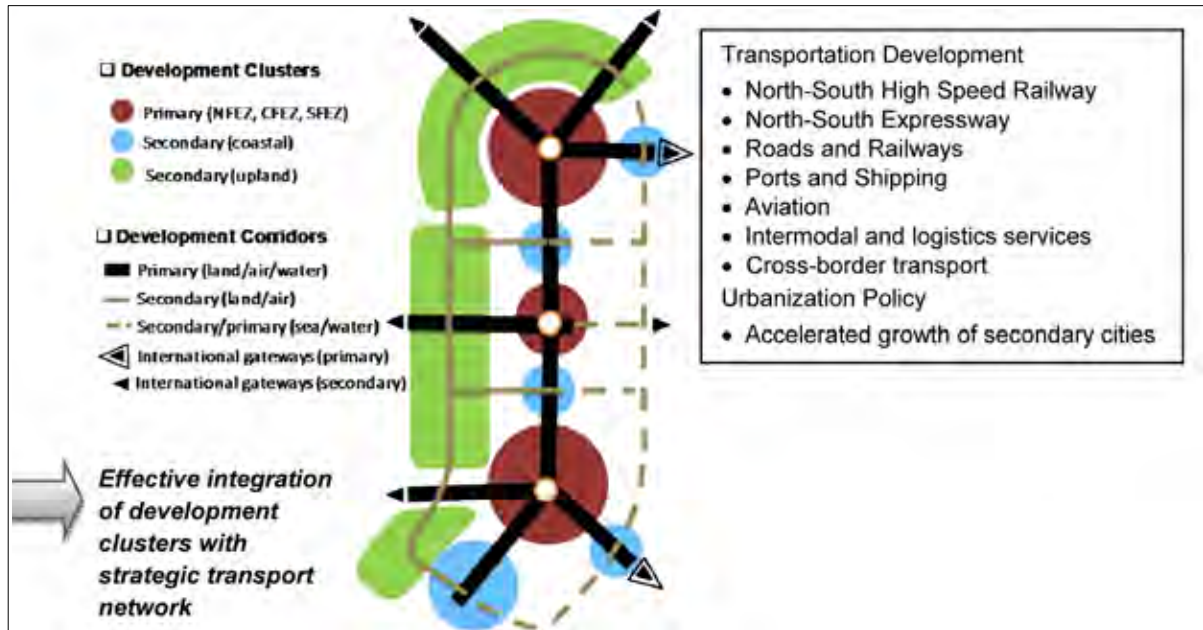 ❑ Development Clusters
Primary (NFEZ, CFEZ, SFEZ)
Secondary (coastal)
Secondary (upland)
❑ Development Corridors
Primary (land/air/water)
Secondary (land/air)
Secondary/primary (sea/water)
International gateways (primary)
International gateways (secondary)
Effective integration
of development
clusters with
strategic transport
network
Transportation Development
• North-South High Speed Railway
• North-South Expressway
• Roads and Railways
• Ports and Shipping
• Aviation
• Intermodal and logistics services
• Cross-border transport
Urbanization Policy
• Accelerated growth of secondary cities